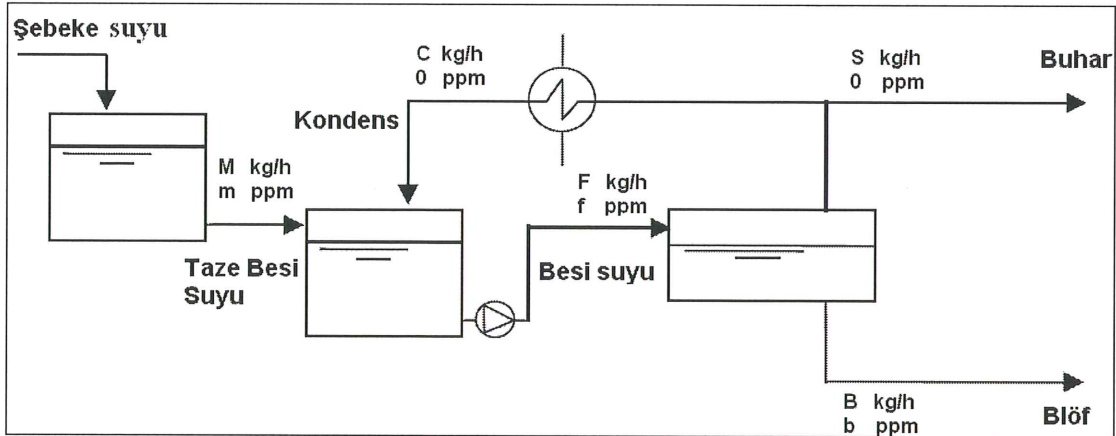 Şebeke suyu
C kg/h
0 ppm
S kg/h
0 ppm
Buhar
Kondens
M kg/h
m ppm
F kg/h
f ppm
Taze Besi
Suyu
Besi suyu
B kg/h
b ppm
Blöf